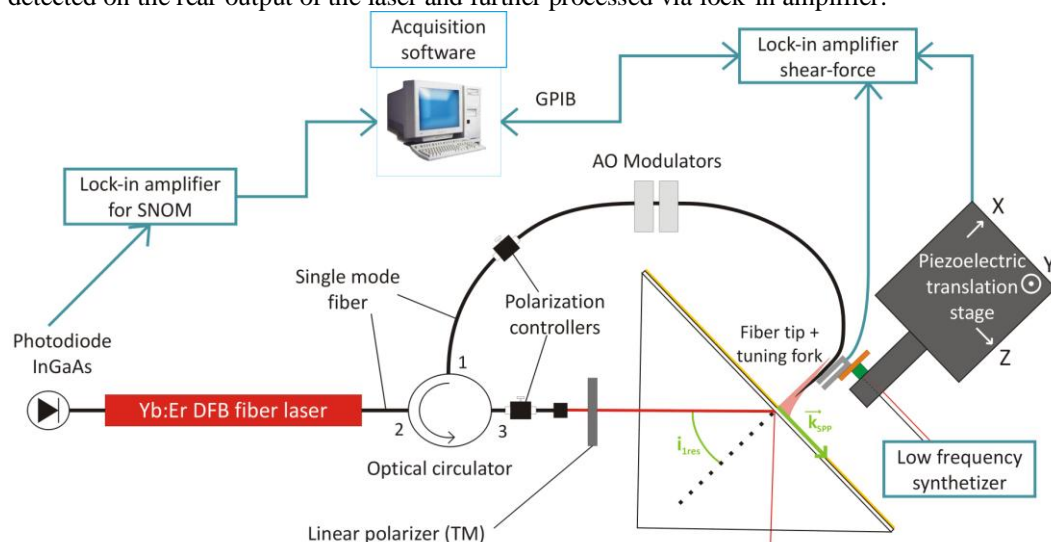 detected on the rear output of the laser and further processed via lock-in amplifier.
Acquisition
software
Lock-in amplifier
shear-force
GPIB
AO Modulators
Lock-in amplifier
for SNOM
X
Piezoelectric
translation
stage
Y
Z
Single mode
fiber
Polarization
controllers
Fiber tip +
tuning fork
Photodiode
InGaAs
1
Yb:Er DFB fiber laser
2
3
k SPP
i1res
Optical circulator
Low frequency
synthetizer
Linear polarizer (TM)